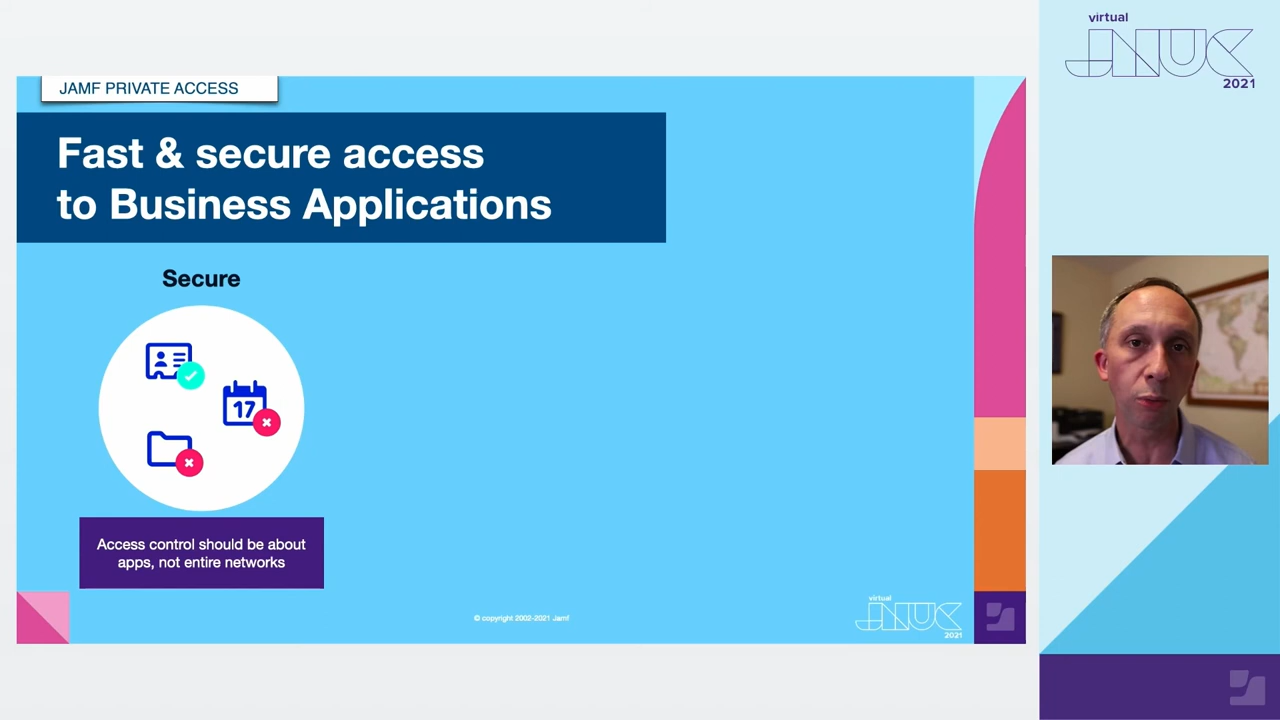 virtual
JNUC
2021
JAMF PRIVATE ACCESS
Fast & secure access
to Business Applications
Secure
17
Access control should be about
apps, not entire networks
© copyright 2002-2021 Jamf
virtual
JNUC
2021